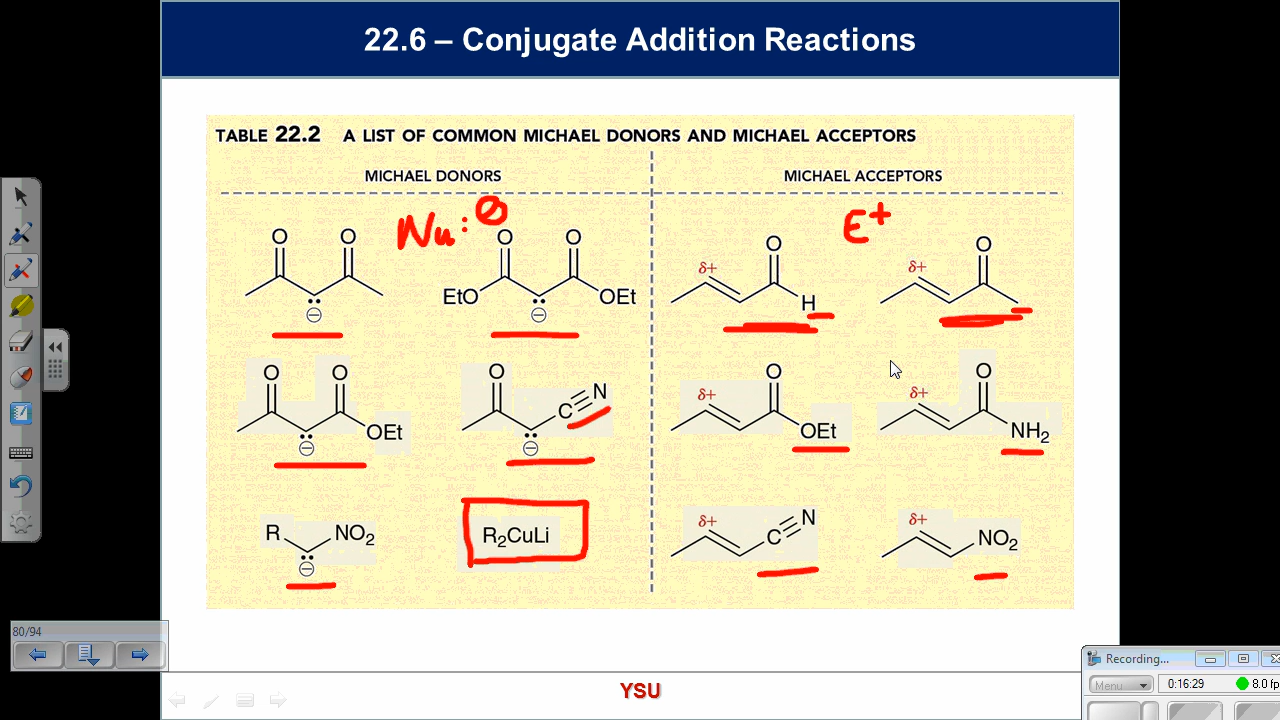 22.6 – Conjugate Addition Reactions
TABLE 22.2 A LIST OF COMMON MICHAEL DONORS AND MICHAEL ACCEPTORS
MICHAEL DONORS MICHAEL ACCEPTORS
Nu:⊖ E+
O O O O O O
δ+ δ+
EtO OEt H
O O O O O
δ+ C≡N δ+
OEt OEt NH2
R NO2 R2CuLi δ+ C≡N δ+ NO2
80/94
Recording...
Menu 0:16:29 8.0 fp
YSU